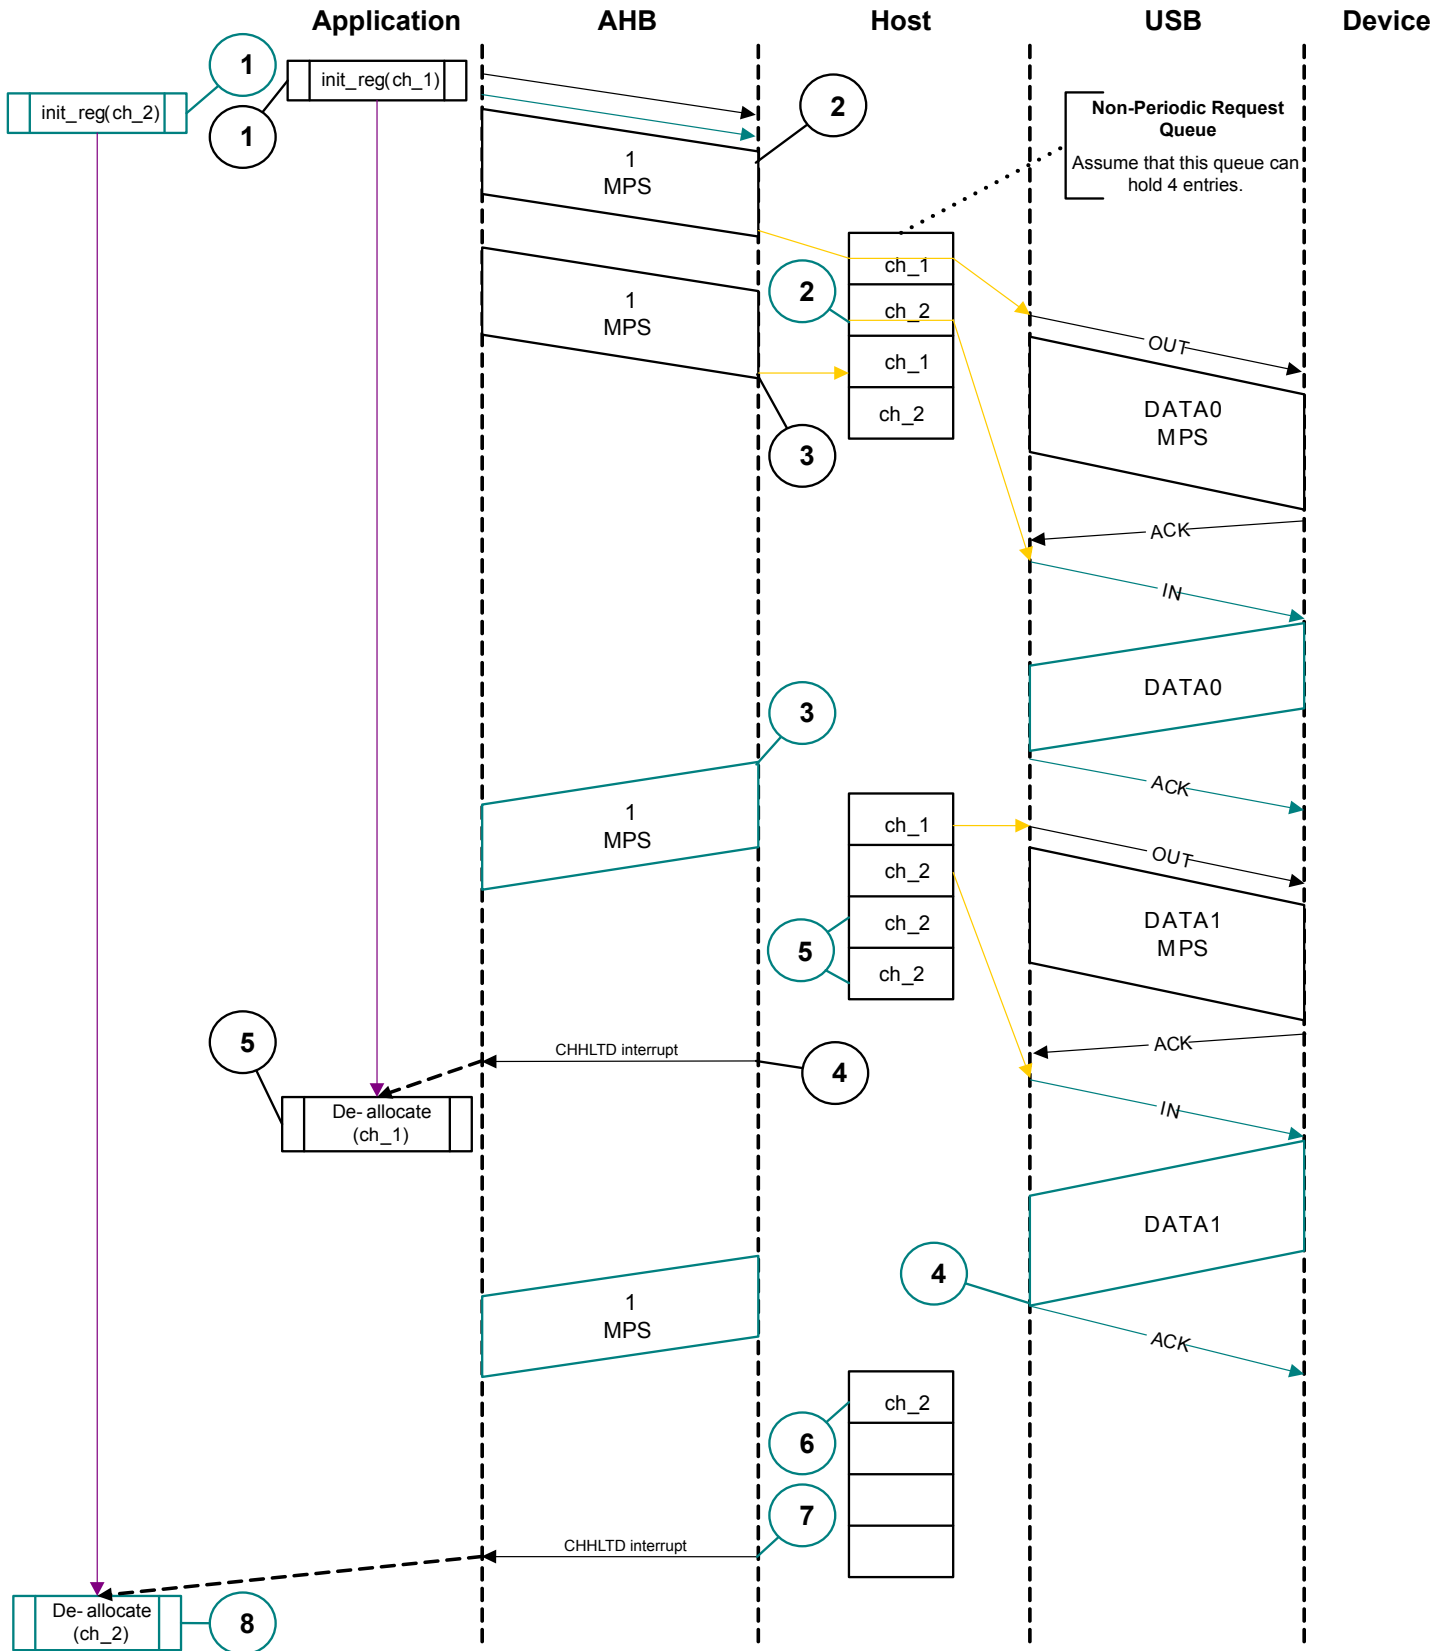 Application AHB Host USB Device
1
init_reg(ch_1)
init_reg(ch_2)
1
2
Non-Periodic Request
Queue
Assume that this queue can
hold 4 entries.
1
MPS
ch_1
2
ch_2
1
MPS
OUT
ch_1
ch_2
DATA0
MPS
3
ACK
IN
DATA0
3
ACK
1
MPS
ch_1
OUT
ch_2
ch_2
DATA1
MPS
5
ch_2
5
CHHLTD interrupt
ACK
4
De- allocate
(ch_1)
IN
DATA1
4
1
MPS
ACK
ch_2
6
7
CHHLTD interrupt
De- allocate
(ch_2)
8